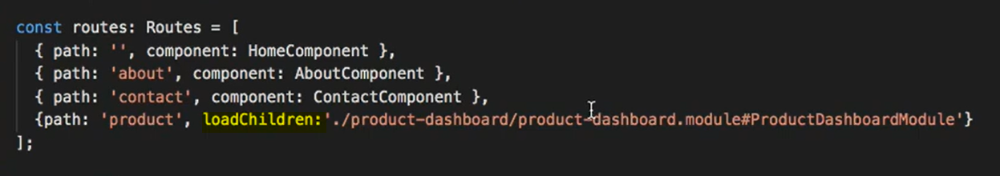 const routes: Routes = [
{ path: '', component: HomeComponent },
{ path: 'about', component: AboutComponent },
{ path: 'contact', component: ContactComponent },
{path: 'product', loadChildren:'./product-dashboard/product-dashboard.module#ProductDashboardModule'}
];